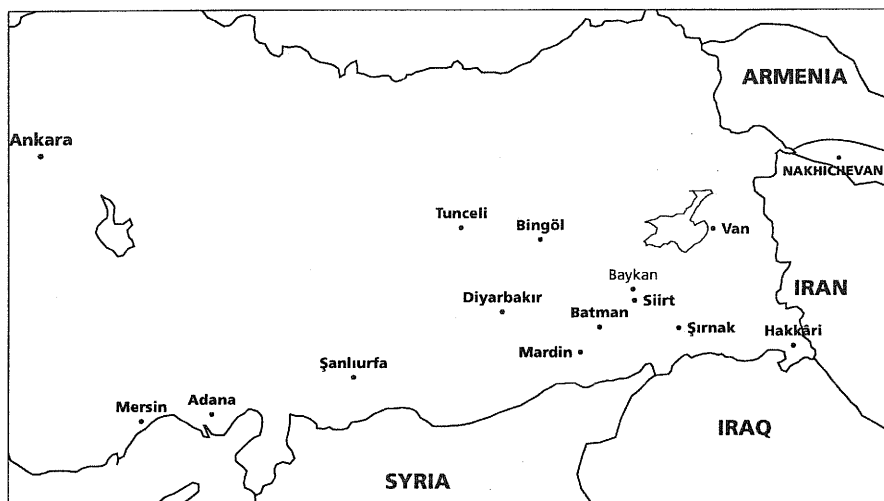 ARMENIA
Ankara
NAKHICHEVAN
Tunceli
Bingöl
Van
Baykan
Siirt
IRAN
Diyarbakır
Batman
Şırnak
Hakkâri
Mardin
Şanlıurfa
Mersin
Adana
IRAQ
SYRIA